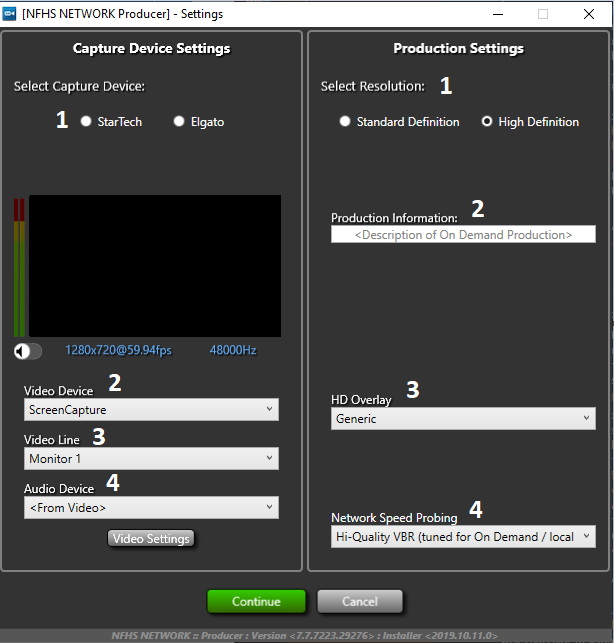 [NFHS NETWORK Producer] - Settings
Capture Device Settings
Select Capture Device:
1 StarTech Elgato
1280x720@59.94fps 48000Hz
Video Device 2
ScreenCapture
Video Line 3
Monitor 1
Audio Device 4
<From Video>
Video Settings
Production Settings
Select Resolution: 1
Standard Definition High Definition
Production Information: 2
<Description of On Demand Production>
HD Overlay 3
Generic
Network Speed Probing 4
Hi-Quality VBR (tuned for On Demand / local
Continue Cancel
NFHS NETWORK :: Producer : Version <7.7.7223.29276> : Installer <2019.10.11.0>